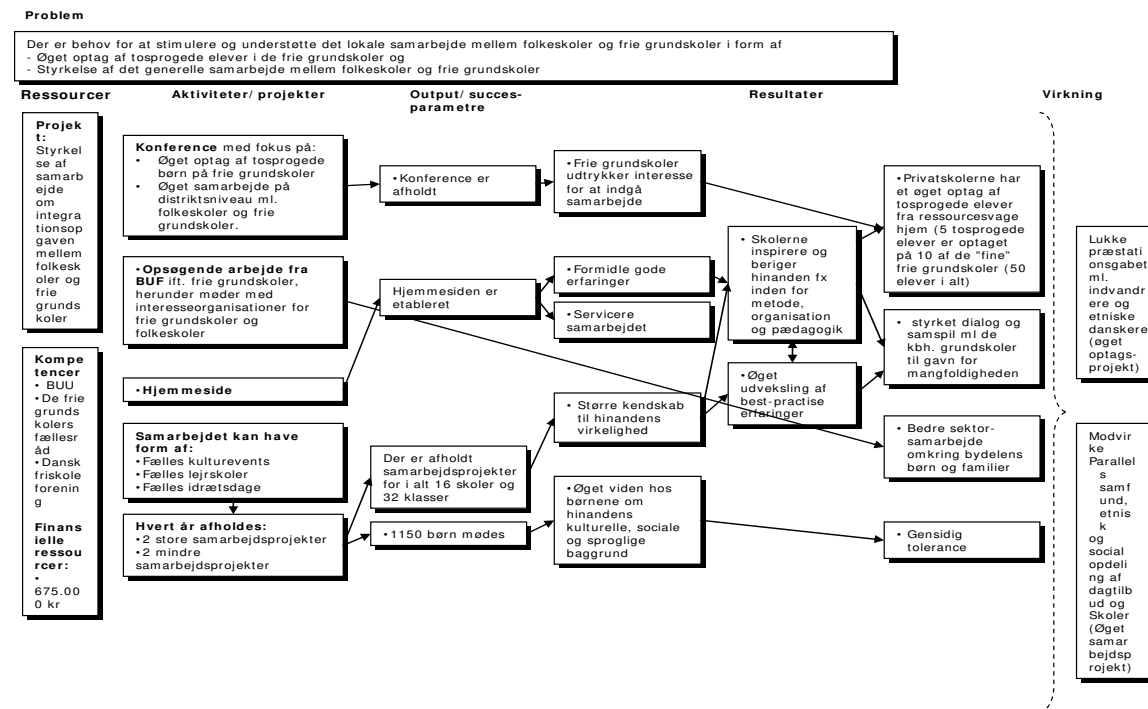 Problem
Der er behov for at stimulere og understøtte det lokale samarbejde mellem folkeskoler og frie grundskoler i form af
- Øget optag af tosprogede elever i de frie grundskoler og
- Styrkelse af det generelle samarbejde mellem folkeskoler og frie grundskoler
Ressourcer
Aktiviteter/ projekter
Output/ succes-
parametre
Resultater
Virkning
Projek
t:
Styrkel
se af
samarb
ejde
om
integra
tionsop
gaven
mellem
folkesk
oler og
frie
grunds
koler
Kompe
tencer
• BUU
• De frie
grunds
kolers
fællesr
åd
• Dansk
friskole
forenin
g
Finans
ielle
ressou
rcer:
•
675.00
0 kr
Konference med fokus på:
• Øget optag af tosprogede
børn på frie grundskoler
• Øget samarbejde på
distriktsniveau ml.
folkeskoler og frie
grundskoler.
• Opsøgende arbejde fra
BUF ift. frie grundskoler,
herunder møder med
interesseorganisationer for
frie grundskoler og
folkeskoler
• Hjemmeside
Samarbejdet kan have
form af:
• Fælles kulturevents
• Fælles lejrskoler
• Fælles idrætsdage
Hvert år afholdes:
• 2 store samarbejdsprojekter
• 2 mindre
samarbejdsprojekter
• Konference er
afholdt
Hjemmesiden er
etableret
Der er afholdt
samarbejdsprojekter
for i alt 16 skoler og
32 klasser
• 1150 børn mødes
• Frie grundskoler
udtrykker interesse
for at indgå
samarbejde
• Formidle gode
erfaringer
• Servicere
samarbejdet
• Større kendskab
til hinandens
virkelighed
• Øget viden hos
børnene om
hinandens
kulturelle, sociale
og sproglige
baggrund
• Skolerne
inspirere og
beriger
hinanden fx
inden for
metode,
organisation
og pædagogik
• Øget
udveksling af
best-practise
erfaringer
• Privatskolerne har
et øget optag af
tosprogede elever
fra ressourcesvage
hjem (5 tosprogede
elever er optaget
på 10 af de "fine"
frie grundskoler (50
elever i alt)
• styrket dialog og
samspil ml de
kbh. grundskoler
til gavn for
mangfoldigheden
• Bedre sektor-
samarbejde
omkring bydelens
børn og familier
• Gensidig
tolerance
Lukke
præstati
onsgabet
ml.
indvandr
ere og
etniske
danskere
(øget
optags-
projekt)
Modvir
ke
Parallel
s
samf
und,
etnis
k
og
social
opdeli
ng af
dagtilb
ud og
Skoler
(Øget
samar
bejdsp
rojekt)